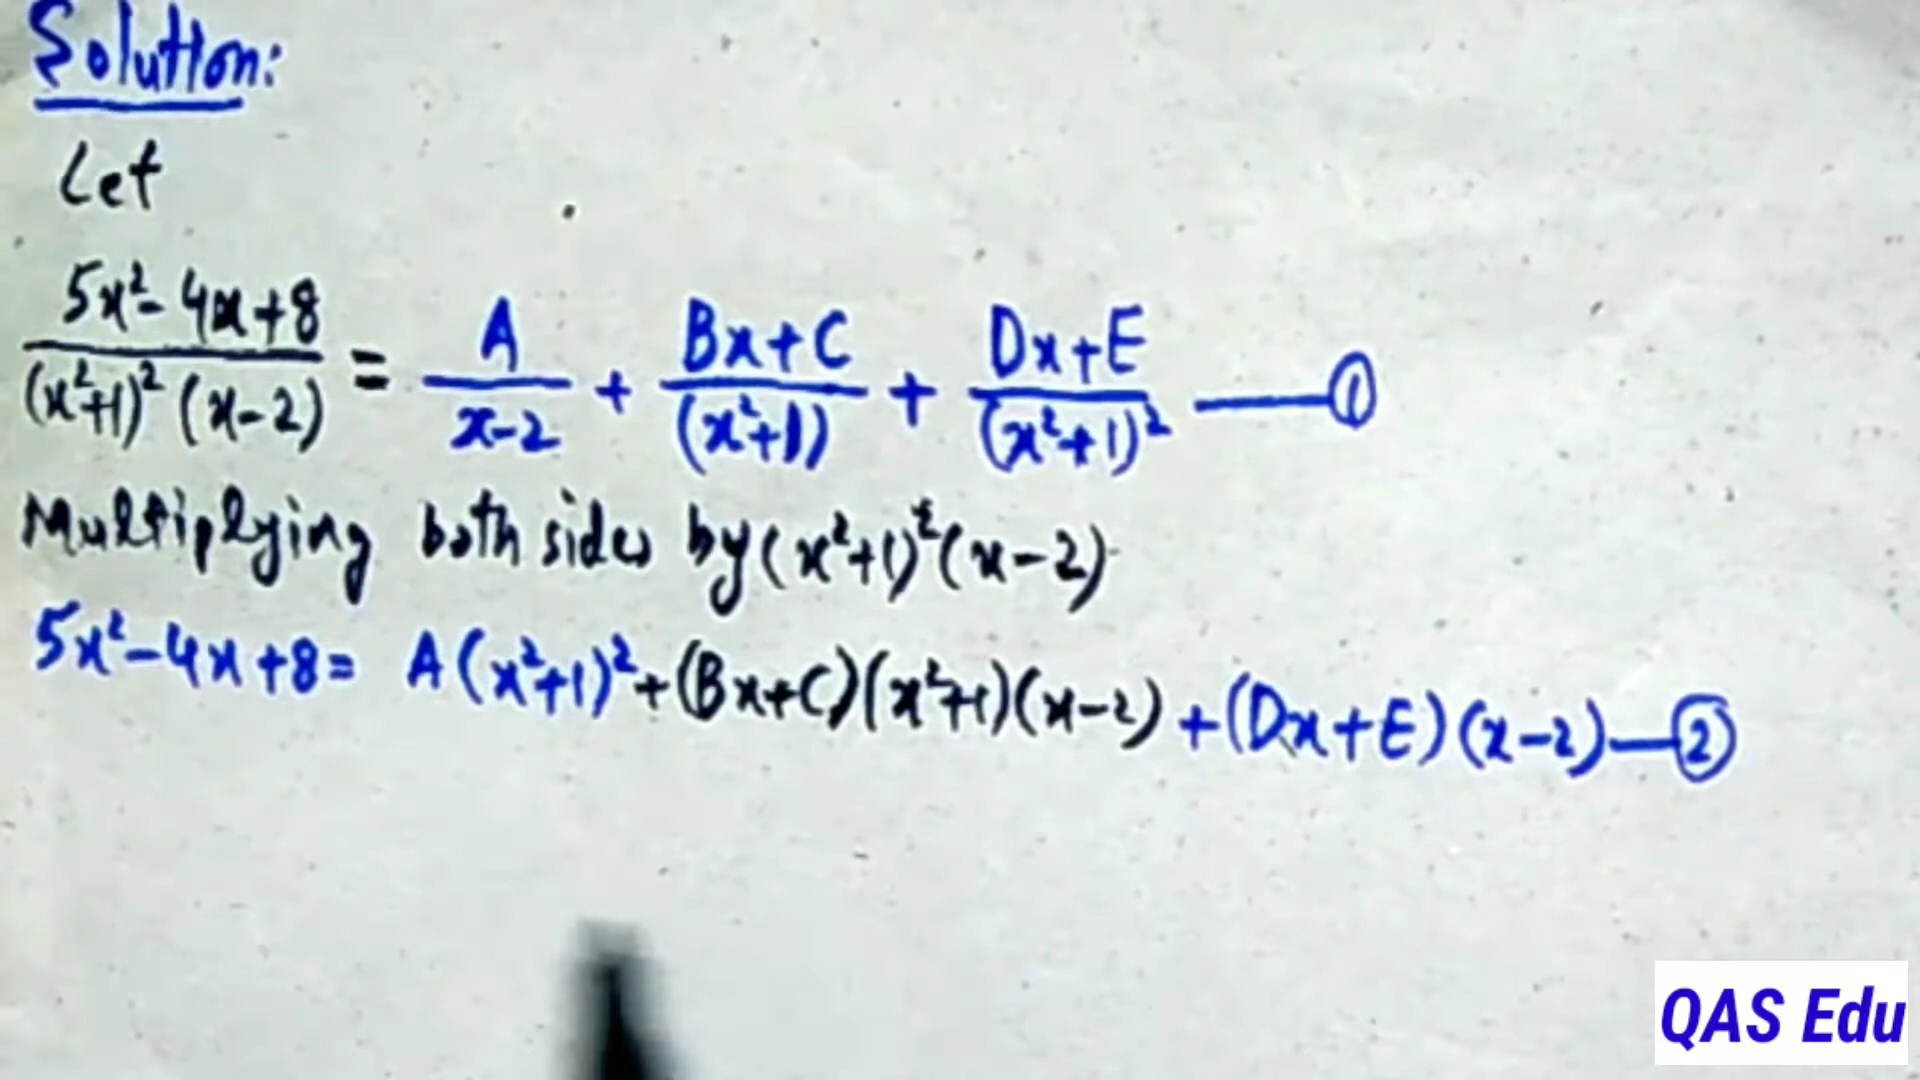 Solution:
Let
5x²-4x+8/(x²+1)²(x-2) = A/x-2 + Bx+C/(x²+1) + Dx+E/(x²+1)² —①
Multiplying both sides by (x²+1)²(x-2)
5x²-4x+8= A(x²+1)²+(Bx+C)(x²+1)(x-2)+(Dx+E)(x-2)—②
QAS Edu